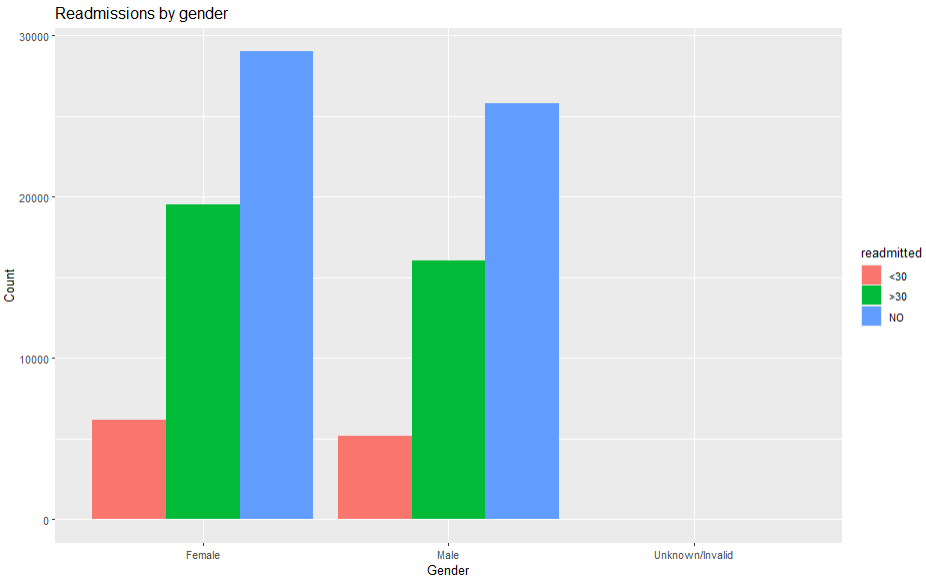 Readmissions by gender
30000
20000
10000
0
Count
Female
Male
Unknown/Invalid
Gender
readmitted
<30
>30
NO